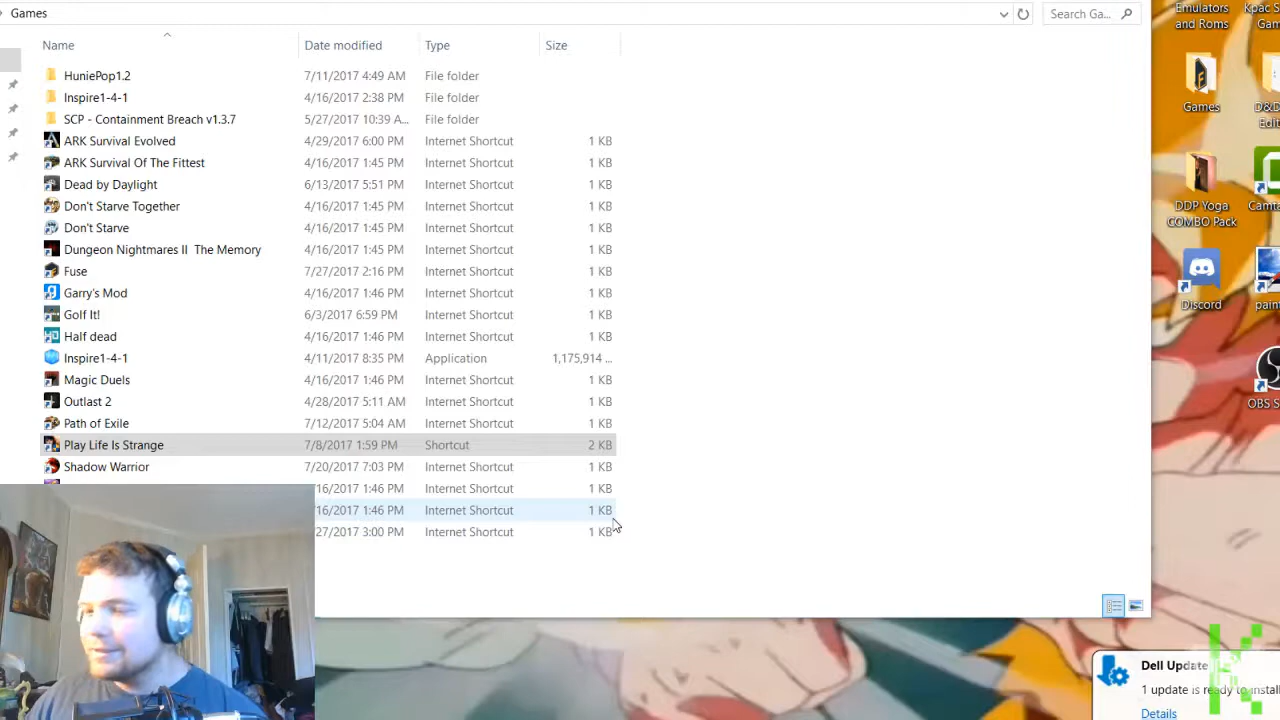 Games
Search Ga...
Name Date modified Type Size
HuniePop1.2 7/11/2017 4:49 AM File folder
Inspire1-4-1 4/16/2017 2:38 PM File folder
SCP - Containment Breach v1.3.7 5/27/2017 10:39 A... File folder
ARK Survival Evolved 4/29/2017 6:00 PM Internet Shortcut 1 KB
ARK Survival Of The Fittest 4/16/2017 1:45 PM Internet Shortcut 1 KB
Dead by Daylight 6/13/2017 5:51 PM Internet Shortcut 1 KB
Don't Starve Together 4/16/2017 1:45 PM Internet Shortcut 1 KB
Don't Starve 4/16/2017 1:45 PM Internet Shortcut 1 KB
Dungeon Nightmares II The Memory 4/16/2017 1:45 PM Internet Shortcut 1 KB
Fuse 7/27/2017 2:16 PM Internet Shortcut 1 KB
Garry's Mod 4/16/2017 1:46 PM Internet Shortcut 1 KB
Golf It! 6/3/2017 6:59 PM Internet Shortcut 1 KB
Half dead 4/16/2017 1:46 PM Internet Shortcut 1 KB
Inspire1-4-1 4/11/2017 8:35 PM Application 1,175,914 ...
Magic Duels 4/16/2017 1:46 PM Internet Shortcut 1 KB
Outlast 2 4/28/2017 5:11 AM Internet Shortcut 1 KB
Path of Exile 7/12/2017 5:04 AM Internet Shortcut 1 KB
Play Life Is Strange 7/8/2017 1:59 PM Shortcut 2 KB
Shadow Warrior 7/20/2017 7:03 PM Internet Shortcut 1 KB
/16/2017 1:46 PM Internet Shortcut 1 KB
/16/2017 1:46 PM Internet Shortcut 1 KB
/27/2017 3:00 PM Internet Shortcut 1 KB
Emulators
and Roms
Kpac S
Gam
Games
D&D
Edit
DDP Yoga
COMBO Pack
Camta
Discord
pain
OBS S
Dell Update
1 update is ready to install
Details
K